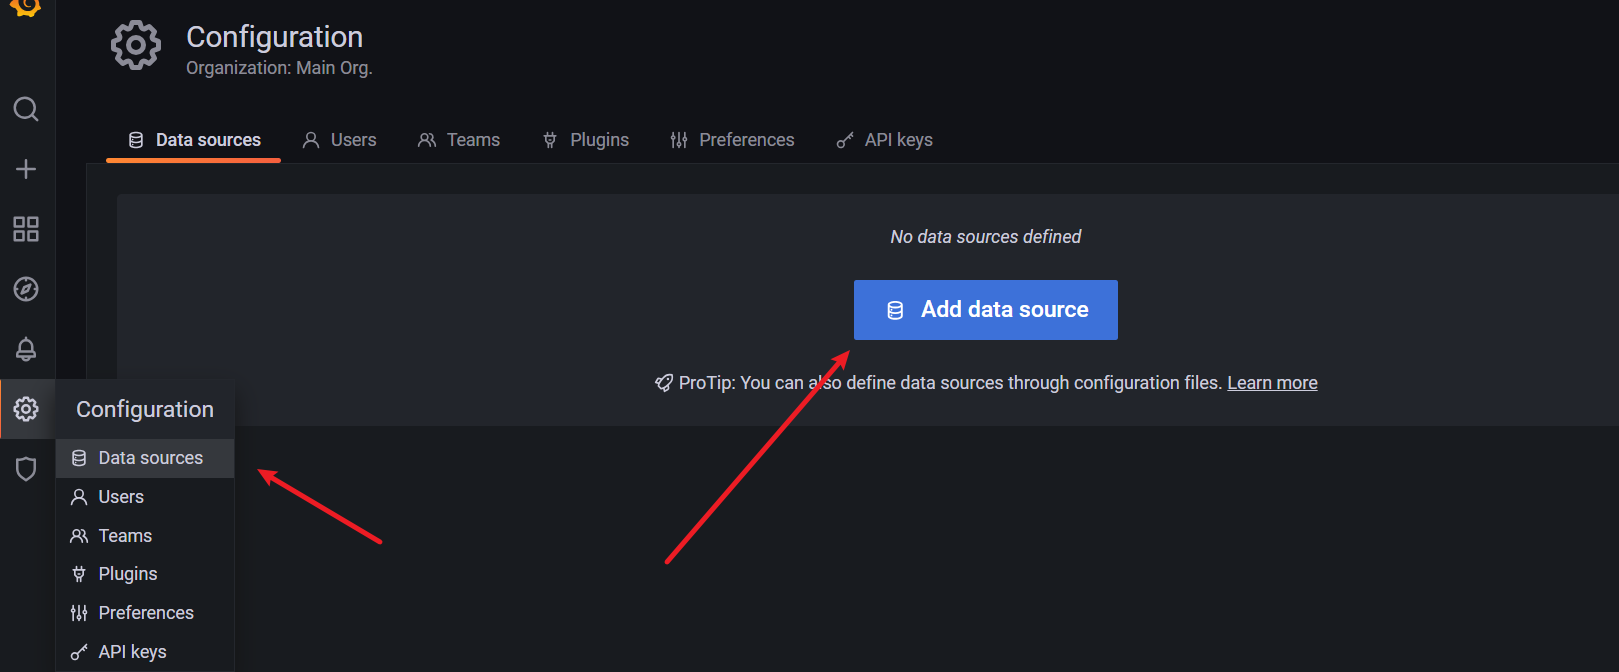 Configuration
Organization: Main Org.
Data sources Users Teams Plugins Preferences API keys
No data sources defined
Add data source
ProTip: You can also define data sources through configuration files. Learn more
Configuration
Data sources
Users
Teams
Plugins
Preferences
API keys